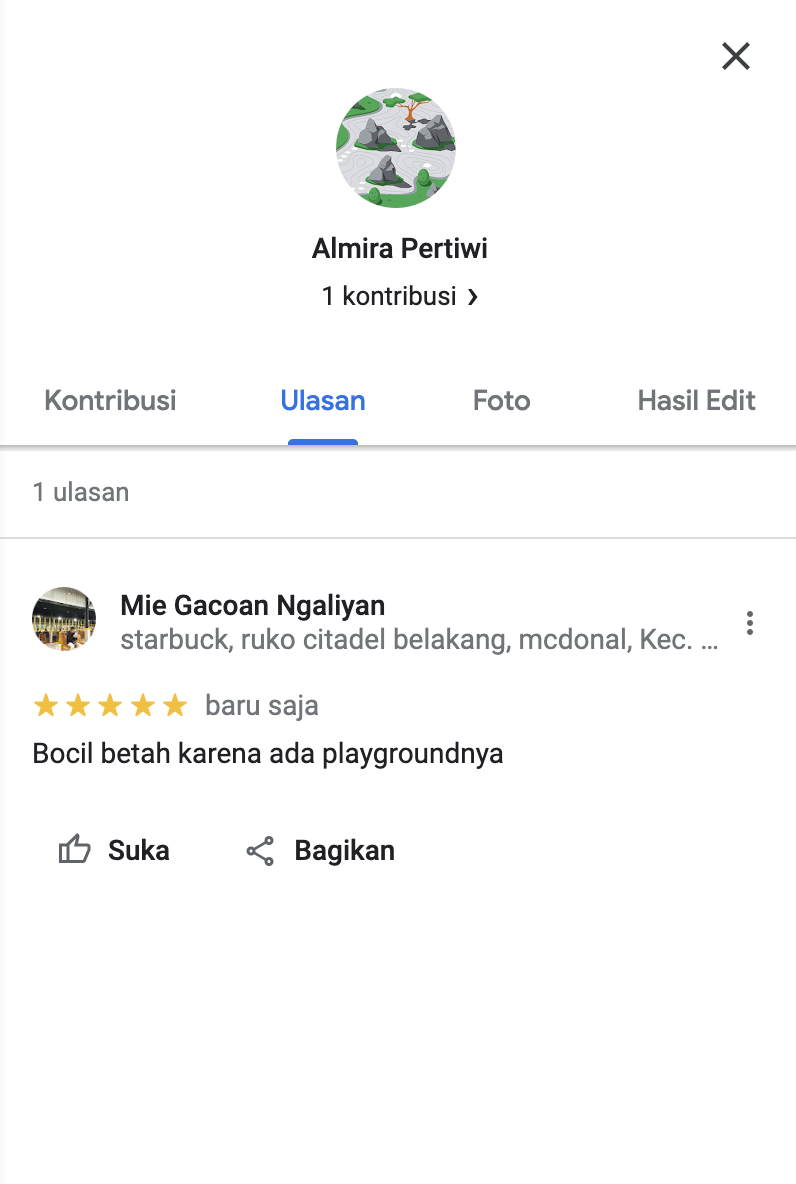 Almira Pertiwi
1 kontribusi ›
Kontribusi
Ulasan
Foto
Hasil Edit
1 ulasan
Mie Gacoan Ngaliyan
starbuck, ruko citadel belakang, mcdonal, Kec. ...
baru saja
Bocil betah karena ada playgroundnya
Suka
Bagikan